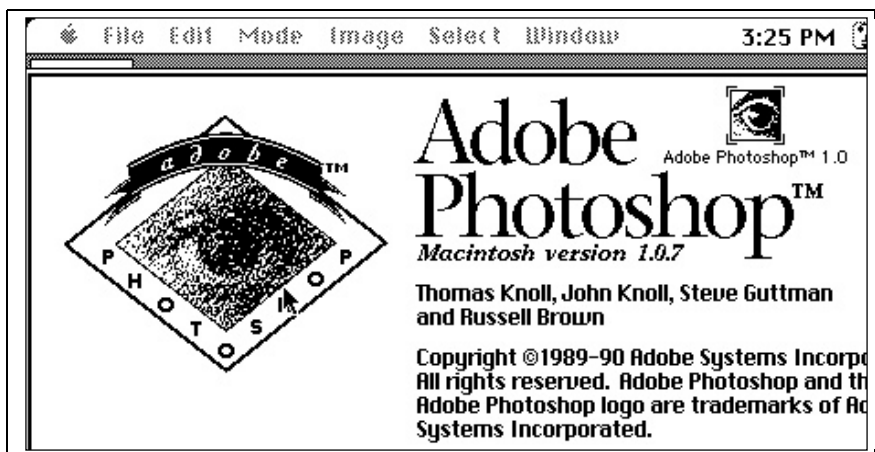 File Edit Mode Image Select Window 3:25 PM
adobe TM
PHOTOSHOP
Adobe
Photoshop™
Adobe Photoshop™ 1.0
Macintosh version 1.0.7
Thomas Knoll, John Knoll, Steve Guttman
and Russell Brown
Copyright ©1989-90 Adobe Systems Incorpo
All rights reserved. Adobe Photoshop and th
Adobe Photoshop logo are trademarks of Ad
Systems Incorporated.